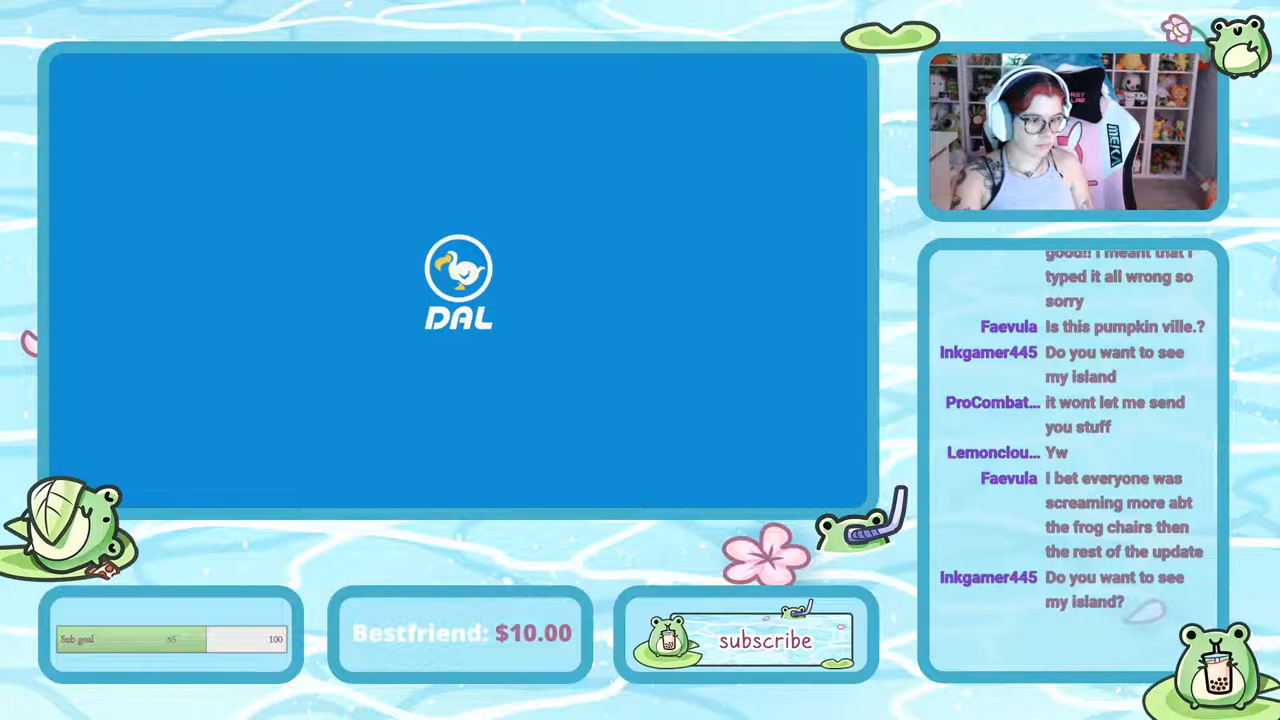 DAL
good!! I meant that I
typed it all wrong so
sorry
Faevula Is this pumpkin ville.?
Inkgamer445 Do you want to see
my island
ProCombat... it wont let me send
you stuff
Lemonclou... Yw
Faevula I bet everyone was
screaming more abt
the frog chairs then
the rest of the update
Inkgamer445 Do you want to see
my island?
Sub goal 65 100
Bestfriend: $10.00
subscribe
MEKA